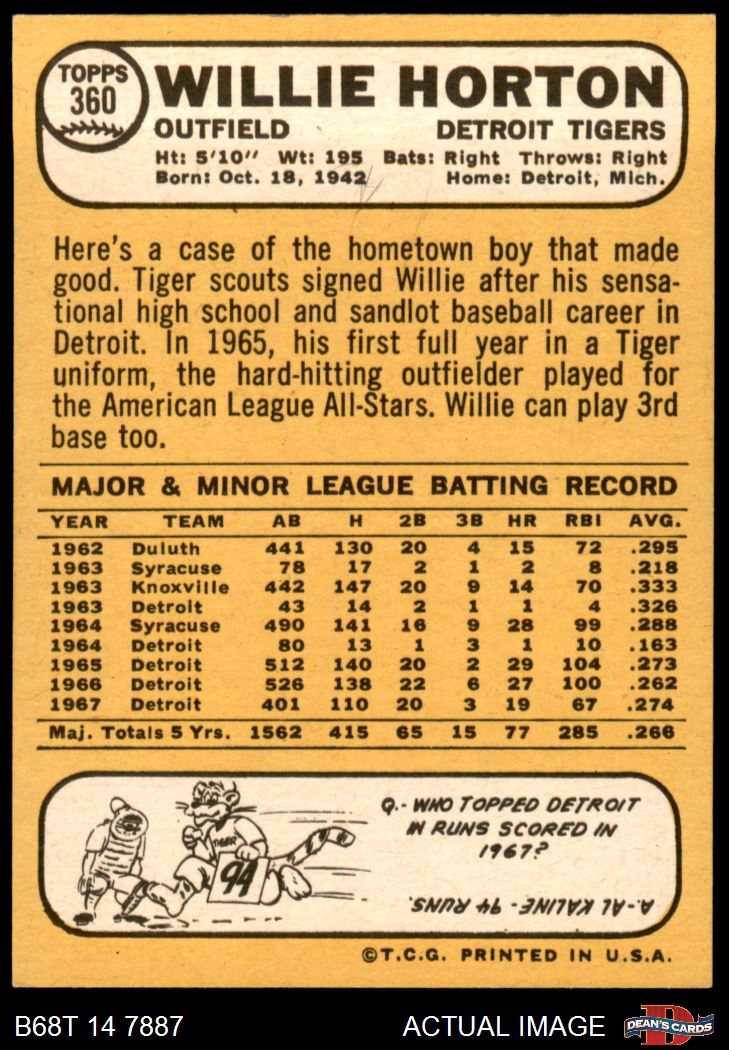 TOPPS
360
WILLIE HORTON
OUTFIELD DETROIT TIGERS
Ht: 5'10" Wt: 195 Bats: Right Throws: Right
Born: Oct. 18, 1942 Home: Detroit, Mich.
Here's a case of the hometown boy that made
good. Tiger scouts signed Willie after his sensa-
tional high school and sandlot baseball career in
Detroit. In 1965, his first full year in a Tiger
uniform, the hard-hitting outfielder played for
the American League All-Stars. Willie can play 3rd
base too.
MAJOR & MINOR LEAGUE BATTING RECORD
YEAR TEAM AB H 2B 3B HR RBI AVG.
1962 Duluth 441 130 20 4 15 72 .295
1963 Syracuse 78 17 2 1 2 8 .218
1963 Knoxville 442 147 20 9 14 70 .333
1963 Detroit 43 14 2 1 1 4 .326
1964 Syracuse 490 141 16 9 28 99 .288
1964 Detroit 80 13 1 3 1 10 .163
1965 Detroit 512 140 20 2 29 104 .273
1966 Detroit 526 138 22 6 27 100 .262
1967 Detroit 401 110 20 3 19 67 .274
Maj. Totals 5 Yrs. 1562 415 65 15 77 285 .266
TIGER
94
Q.- WHO TOPPED DETROIT
IN RUNS SCORED IN
1967?
A.- AL KALINE - 94 RUNS.
©T.C.G. PRINTED IN U.S.A.
B68T 14 7887 ACTUAL IMAGE
D
DEAN'S CARDS